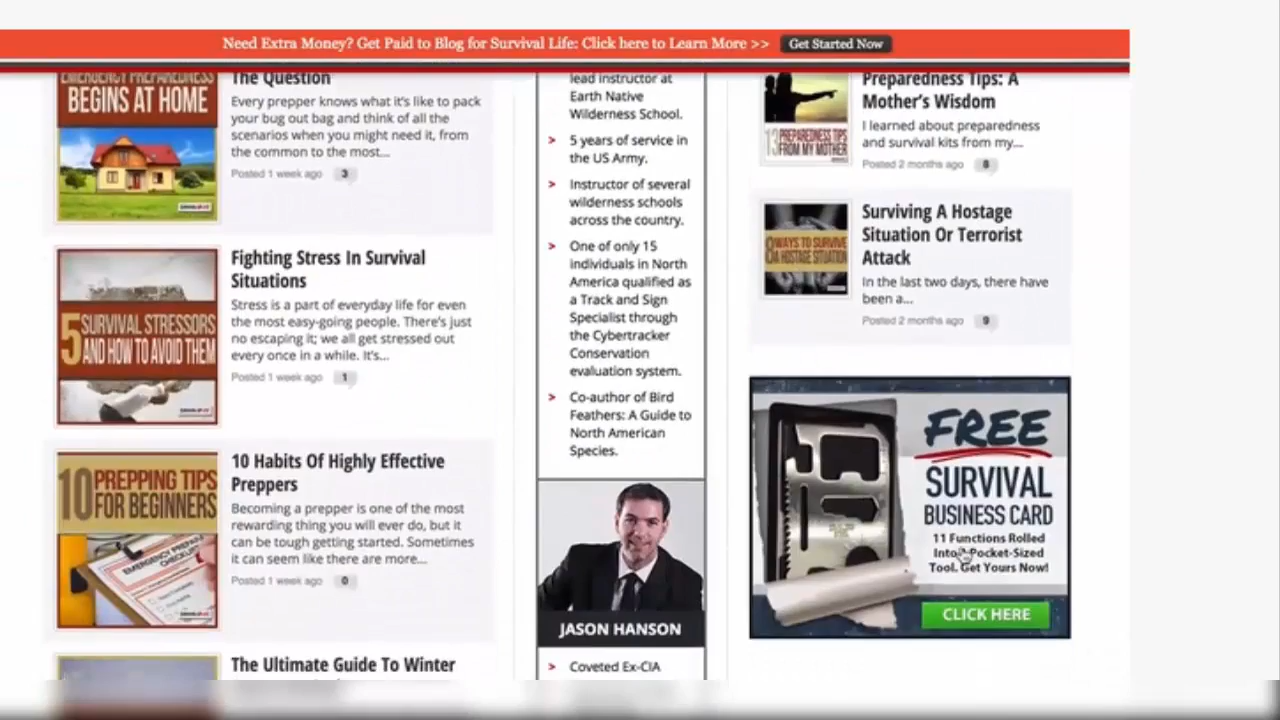 Need Extra Money? Get Paid to Blog for Survival Life: Click here to Learn More >>
Get Started Now
EMERGENCY PREPAREDNESS
BEGINS AT HOME
The Question
Every prepper knows what it's like to pack
your bug out bag and think of all the
scenarios when you might need it, from
the common to the most...
Posted 1 week ago
3
5 SURVIVAL STRESSORS
AND HOW TO AVOID THEM
Fighting Stress In Survival
Situations
Stress is a part of everyday life for even
the most easy-going people. There's just
no escaping it; we all get stressed out
every once in a while. It's...
Posted 1 week ago
1
10 PREPPING TIPS
FOR BEGINNERS
10 Habits Of Highly Effective
Preppers
Becoming a prepper is one of the most
rewarding thing you will ever do, but it
can be tough getting started. Sometimes
it can seem like there are more...
Posted 1 week ago
0
The Ultimate Guide To Winter
lead instructor at
Earth Native
Wilderness School.
> 5 years of service in
the US Army.
> Instructor of several
wilderness schools
across the country.
> One of only 15
individuals in North
America qualified as
a Track and Sign
Specialist through
the Cybertracker
Conservation
evaluation system.
> Co-author of Bird
Feathers: A Guide to
North American
Species.
JASON HANSON
> Coveted Ex-CIA
13 PREPAREDNESS TIPS
FROM MY MOTHER
Preparedness Tips: A
Mother's Wisdom
I learned about preparedness
and survival kits from my...
Posted 2 months ago
8
WAYS TO SURVIVE
A HOSTAGE SITUATION
Surviving A Hostage
Situation Or Terrorist
Attack
In the last two days, there have
been a...
Posted 2 months ago
9
FREE
SURVIVAL
BUSINESS CARD
11 Functions Rolled
Into Pocket-Sized
Tool. Get Yours Now!
CLICK HERE